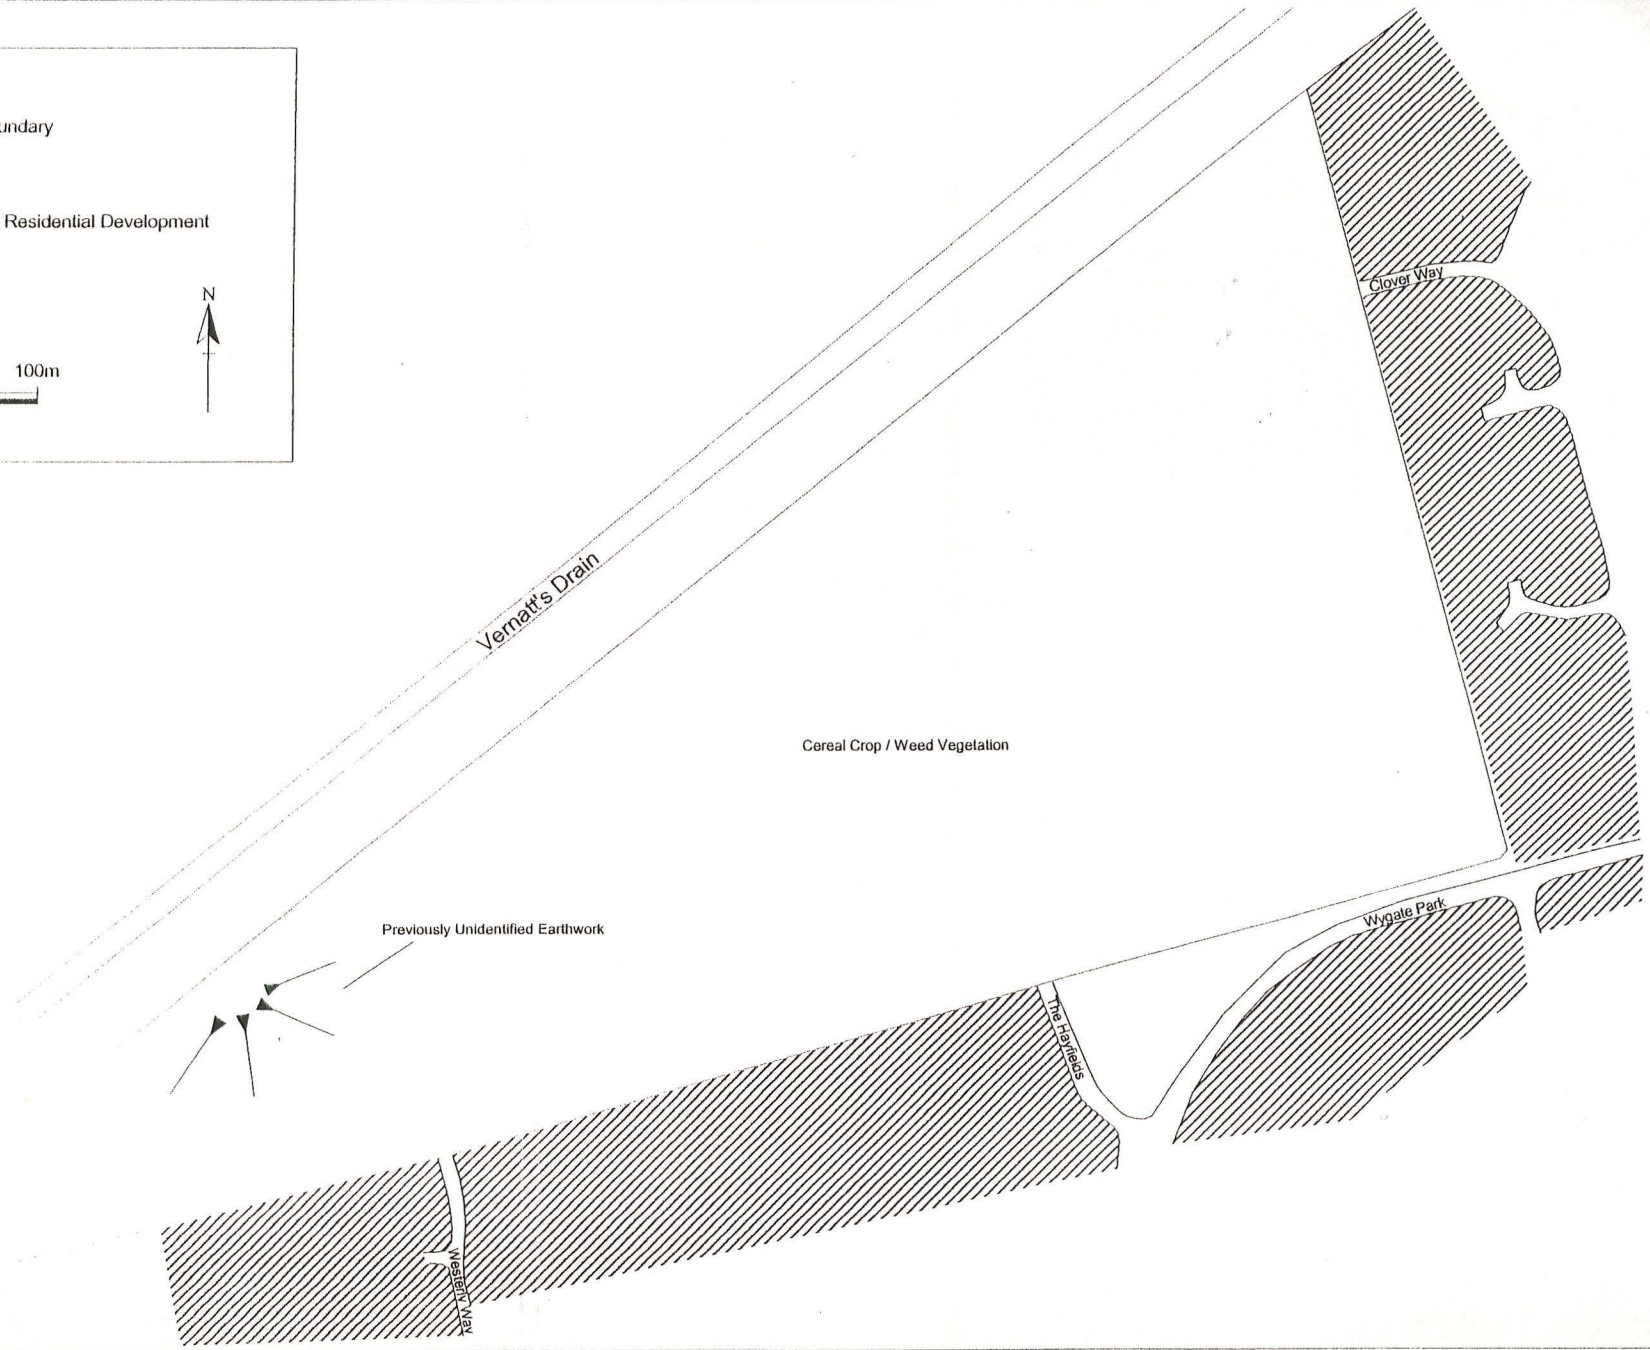 undary
Residential Development
N
100m
Clover Way
Vernatt's Drain
Cereal Crop / Weed Vegetation
Previously Unidentified Earthwork
Wygate Park
The Hayfields
Westerly Way